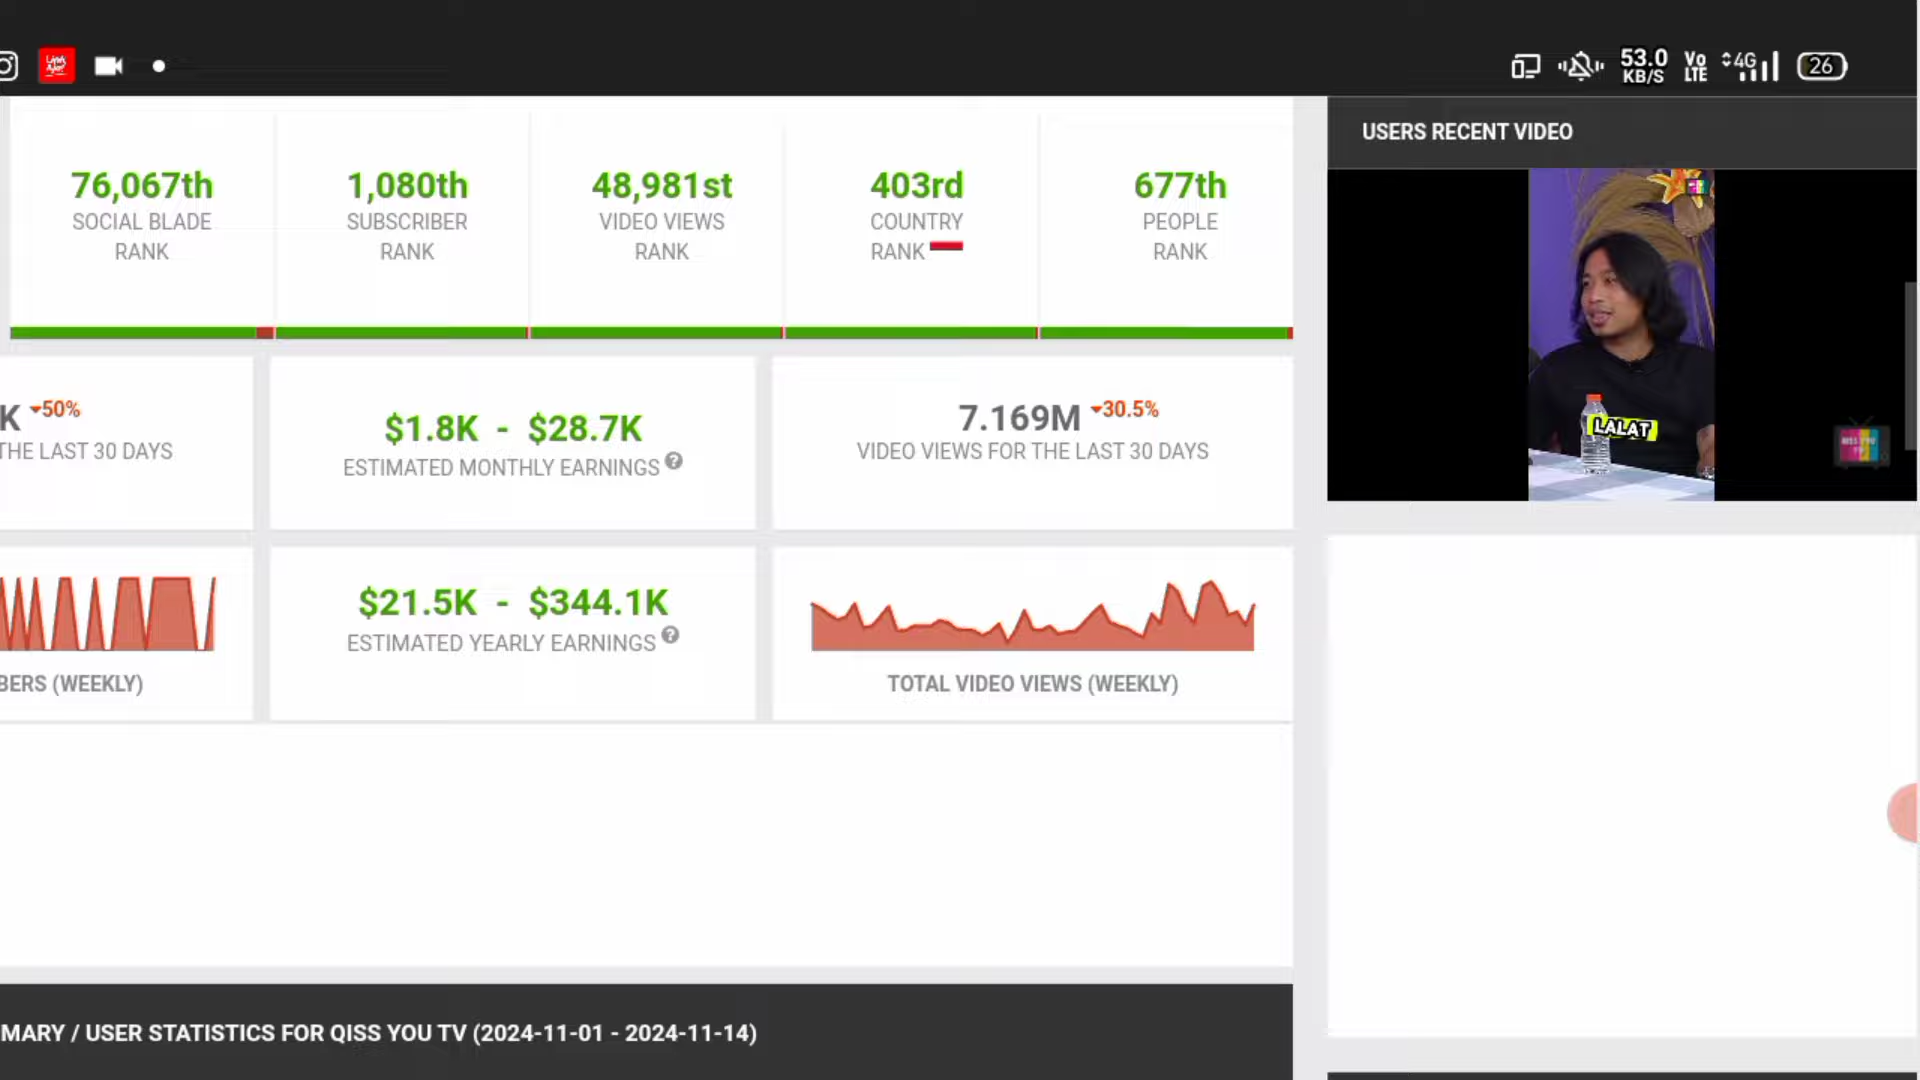 53.0
KB/S
Vo
LTE
4G
26
USERS RECENT VIDEO
76,067th
SOCIAL BLADE
RANK
1,080th
SUBSCRIBER
RANK
48,981st
VIDEO VIEWS
RANK
403rd
COUNTRY
RANK
677th
PEOPLE
RANK
LALAT
K 50%
THE LAST 30 DAYS
$1.8K - $28.7K
ESTIMATED MONTHLY EARNINGS ?
7.169M 30.5%
VIDEO VIEWS FOR THE LAST 30 DAYS
BERS (WEEKLY)
$21.5K - $344.1K
ESTIMATED YEARLY EARNINGS ?
TOTAL VIDEO VIEWS (WEEKLY)
MARY / USER STATISTICS FOR QISS YOU TV (2024-11-01 - 2024-11-14)